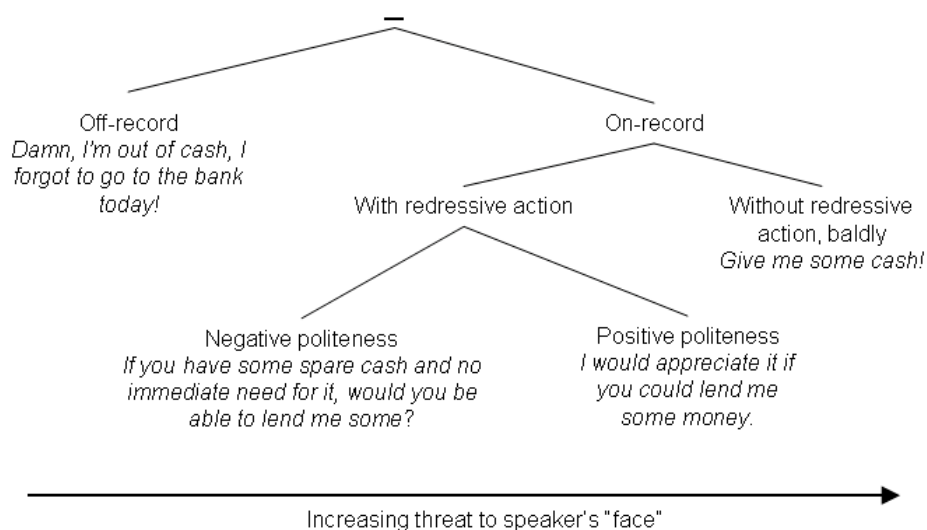 Off-record
Damn, I'm out of cash, I
forgot to go to the bank
today!
On-record
With redressive action
Without redressive
action, baldly
Give me some cash!
Negative politeness
If you have some spare cash and no
immediate need for it, would you be
able to lend me some?
Positive politeness
I would appreciate it if
you could lend me
some money.
Increasing threat to speaker's "face"